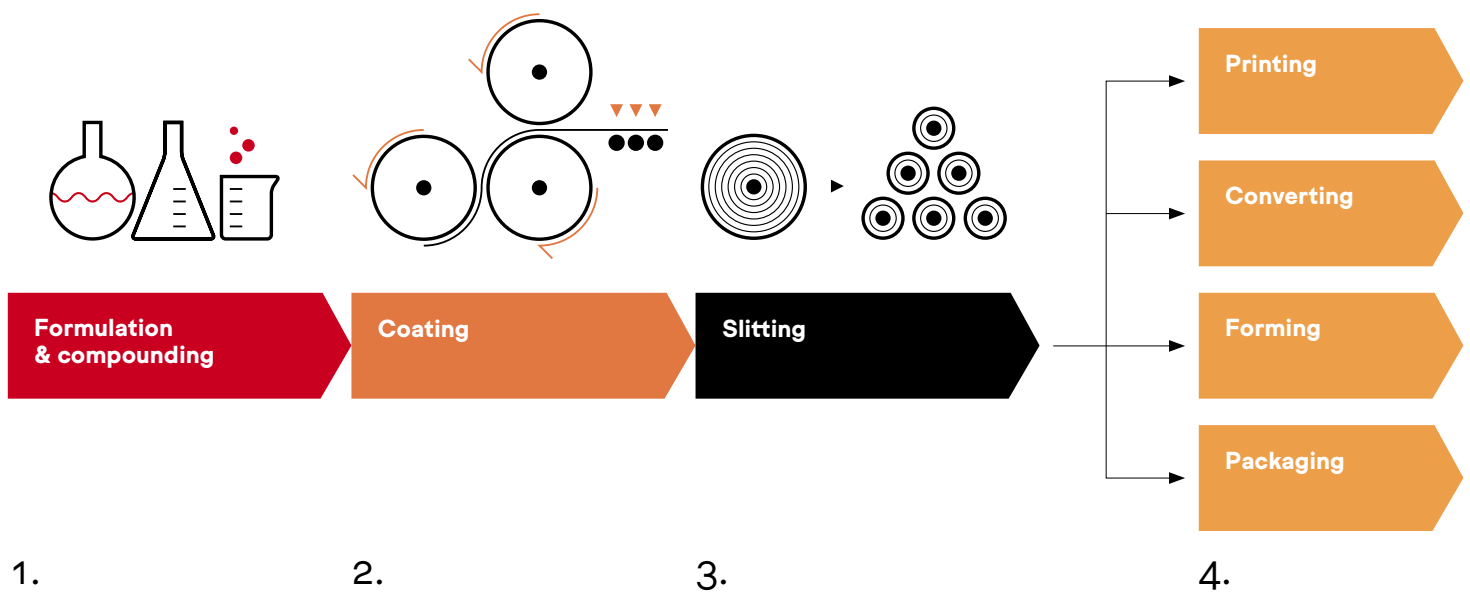 Printing
Converting
Formulation
& compounding
Coating
Slitting
Forming
Packaging
1.
2.
3.
4.